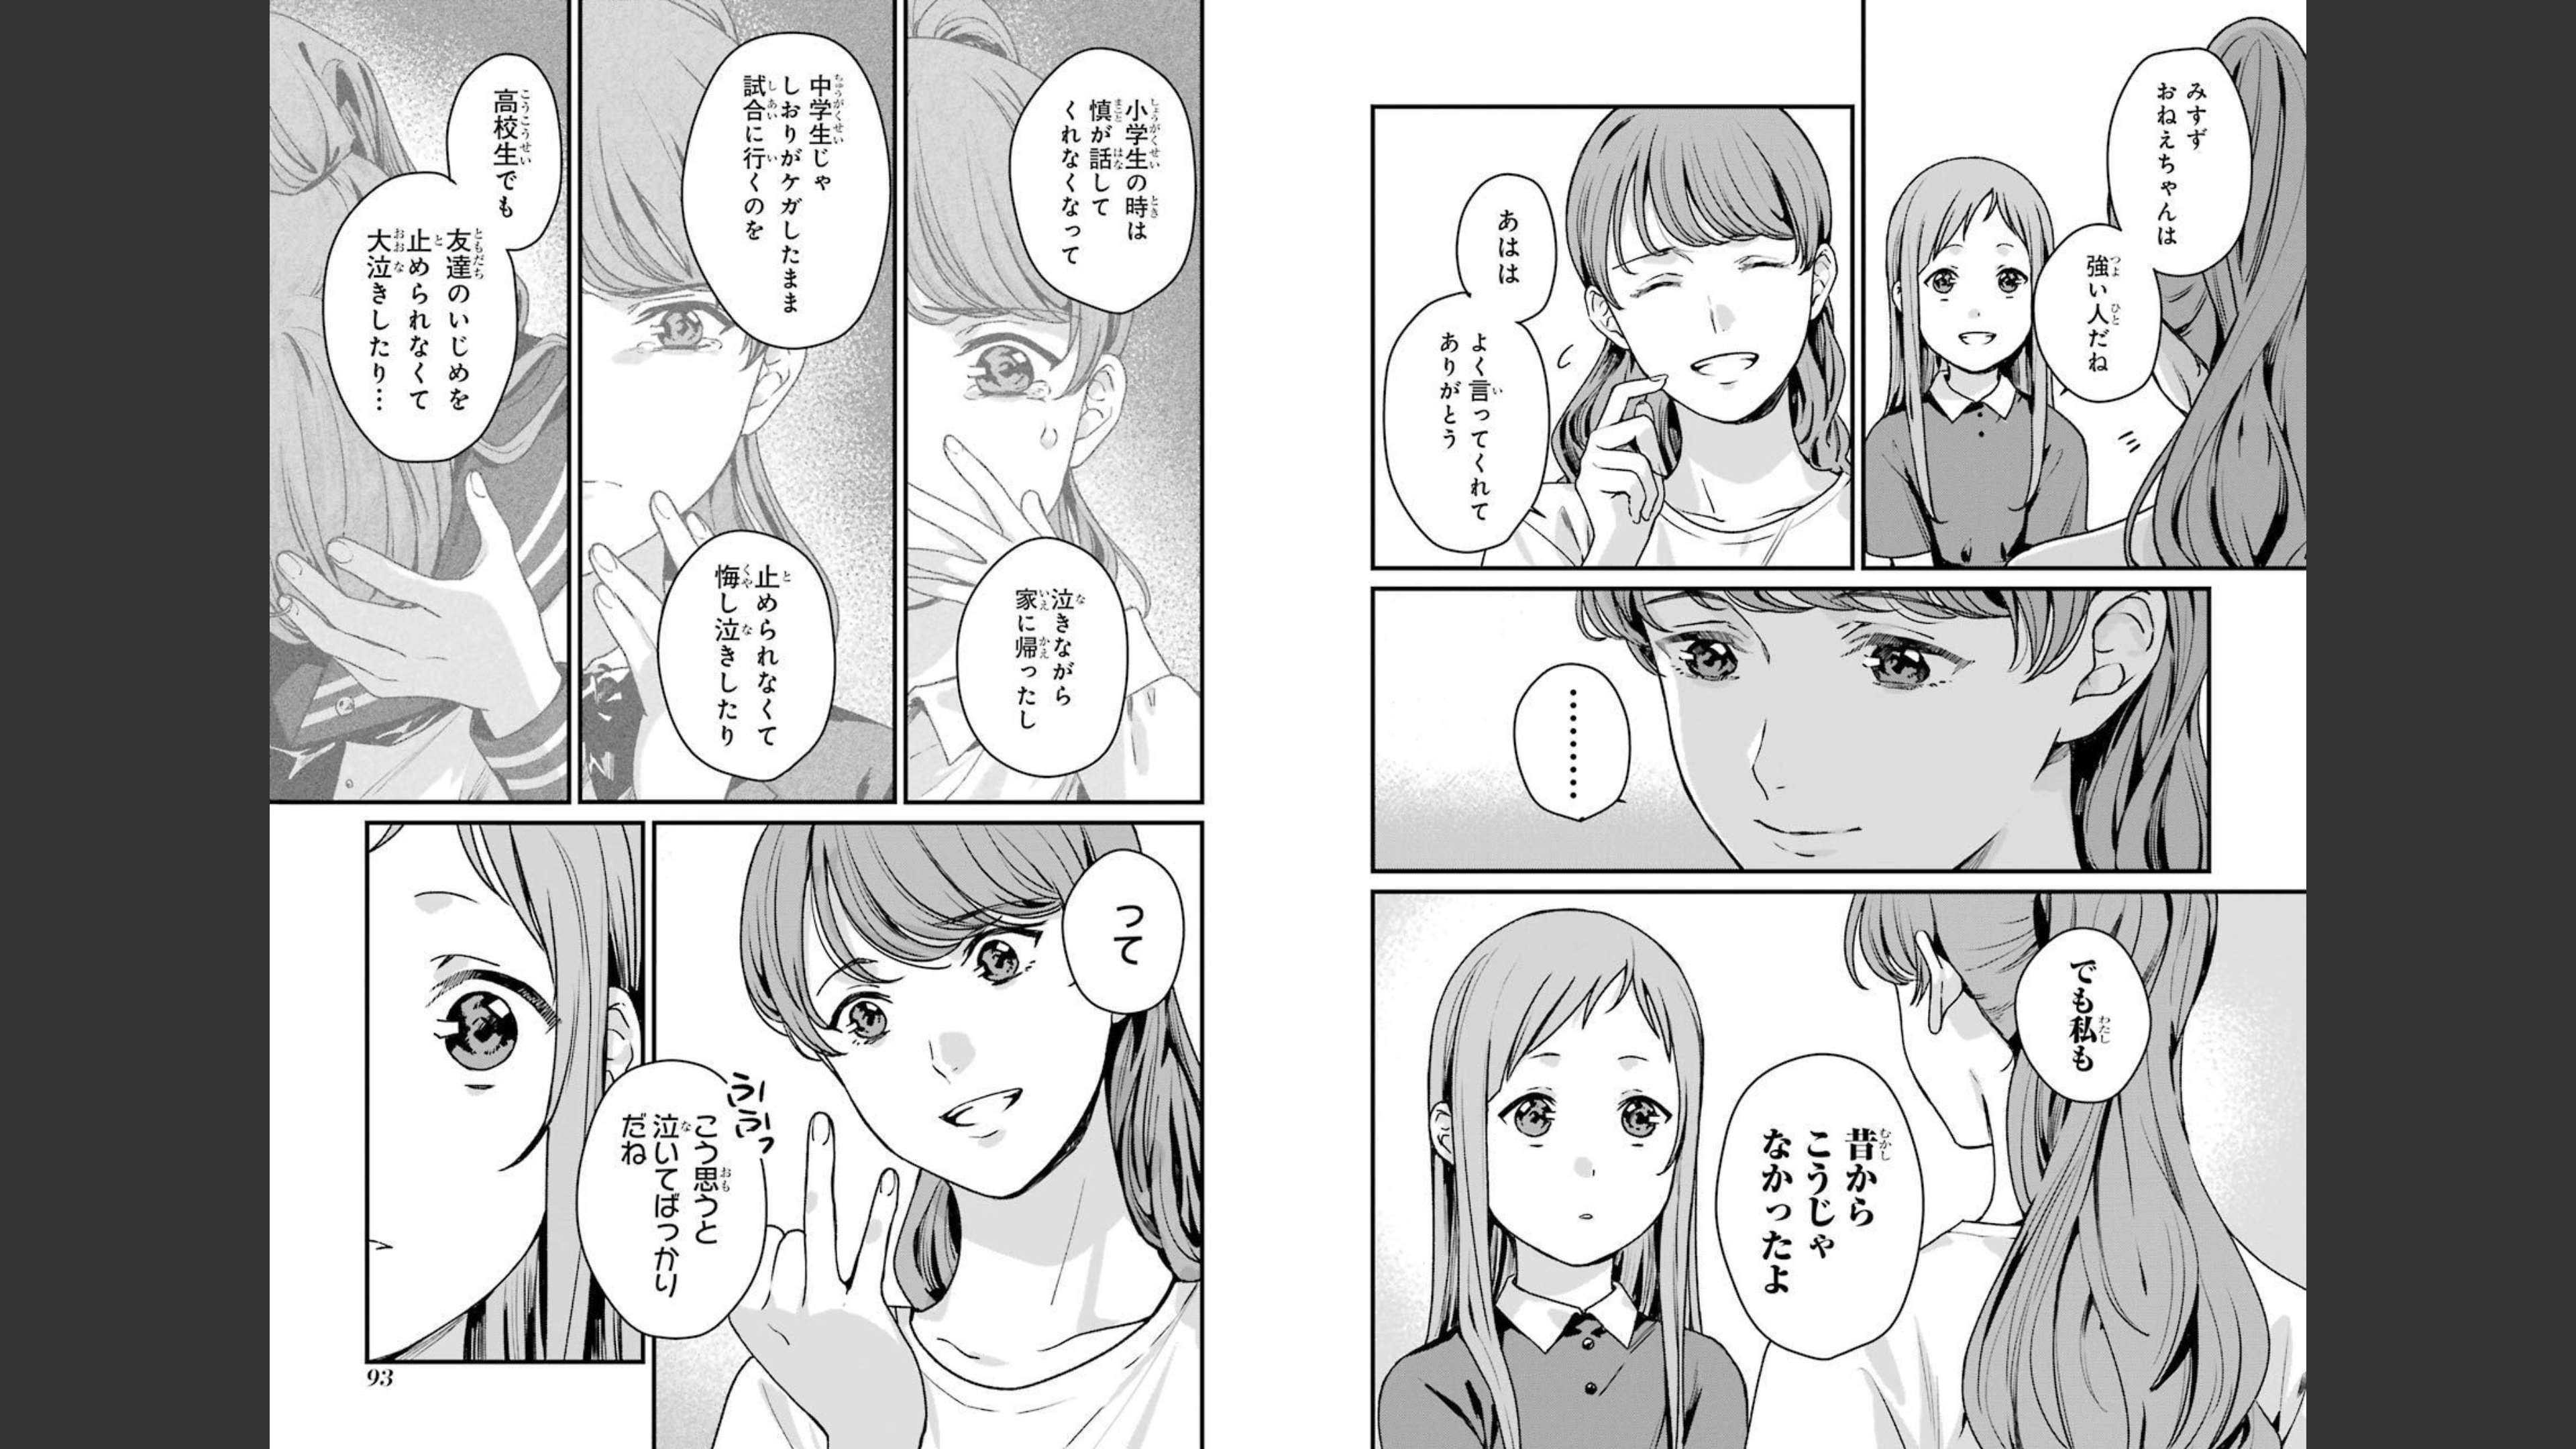 みすず
おねえちゃんは
強い人だね
あはは
よく言ってくれて
ありがとう
………
でも私も
昔から
こうじゃ
なかったよ
小学生の時は
慎が話して
くれなくなって
泣きながら
家に帰ったし
中学生じゃ
しおりがケガしたまま
試合に行くのを
止められなくて
悔し泣きしたり
高校生でも
友達のいじめを
止められなくて
大泣きしたり…
って
ふふっ
こう思うと
泣いてばっかり
だね
93